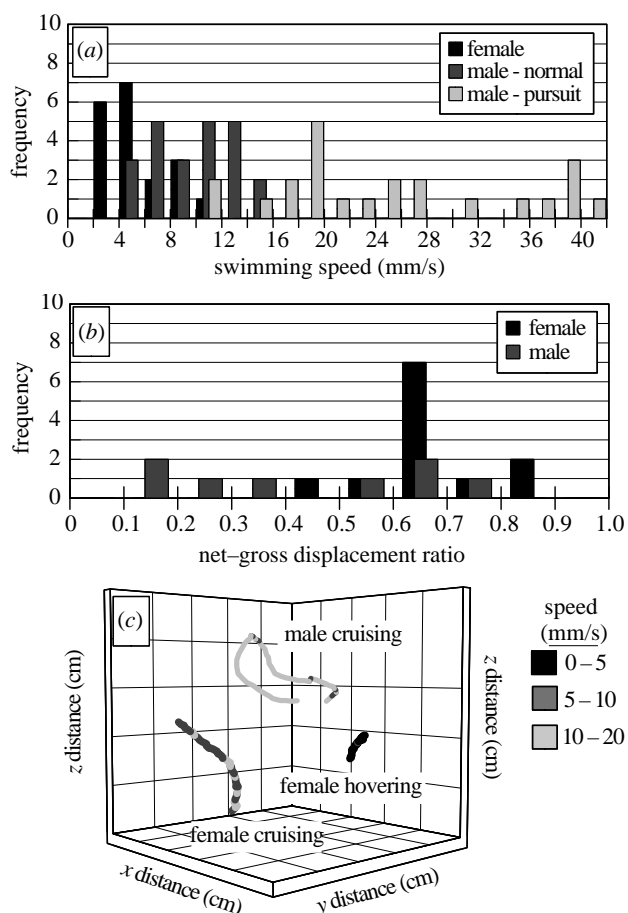 (a)
female
male - normal
male - pursuit
frequency
10
8
6
4
2
0
0 4 8 12 16 20 24 28 32 36 40
swimming speed (mm/s)
(b)
female
male
frequency
10
8
6
4
2
0
0 0.1 0.2 0.3 0.4 0.5 0.6 0.7 0.8 0.9 1.0
net–gross displacement ratio
(c)
male cruising
female hovering
female cruising
z distance (cm)
z distance (cm)
x distance (cm)
y distance (cm)
speed
(mm/s)
0–5
5–10
10–20